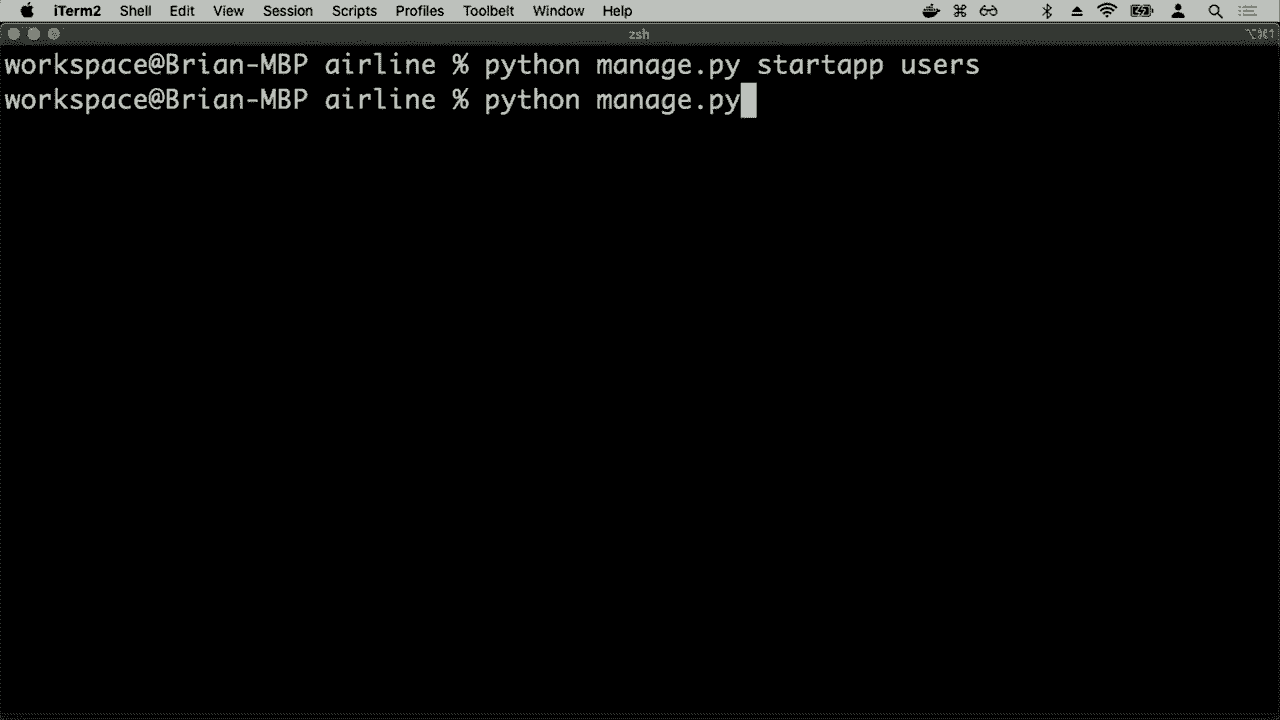 iTerm2 Shell Edit View Session Scripts Profiles Toolbelt Window Help
zsh ⌥⌘1
workspace@Brian-MBP airline % python manage.py startapp users
workspace@Brian-MBP airline % python manage.py